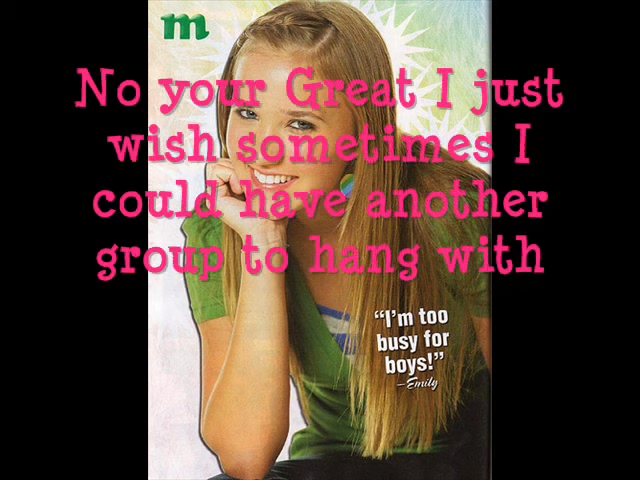 m
No your Great I just
wish sometimes I
could have another
group to hang with
“I'm too
busy for
boys!”
—Emily